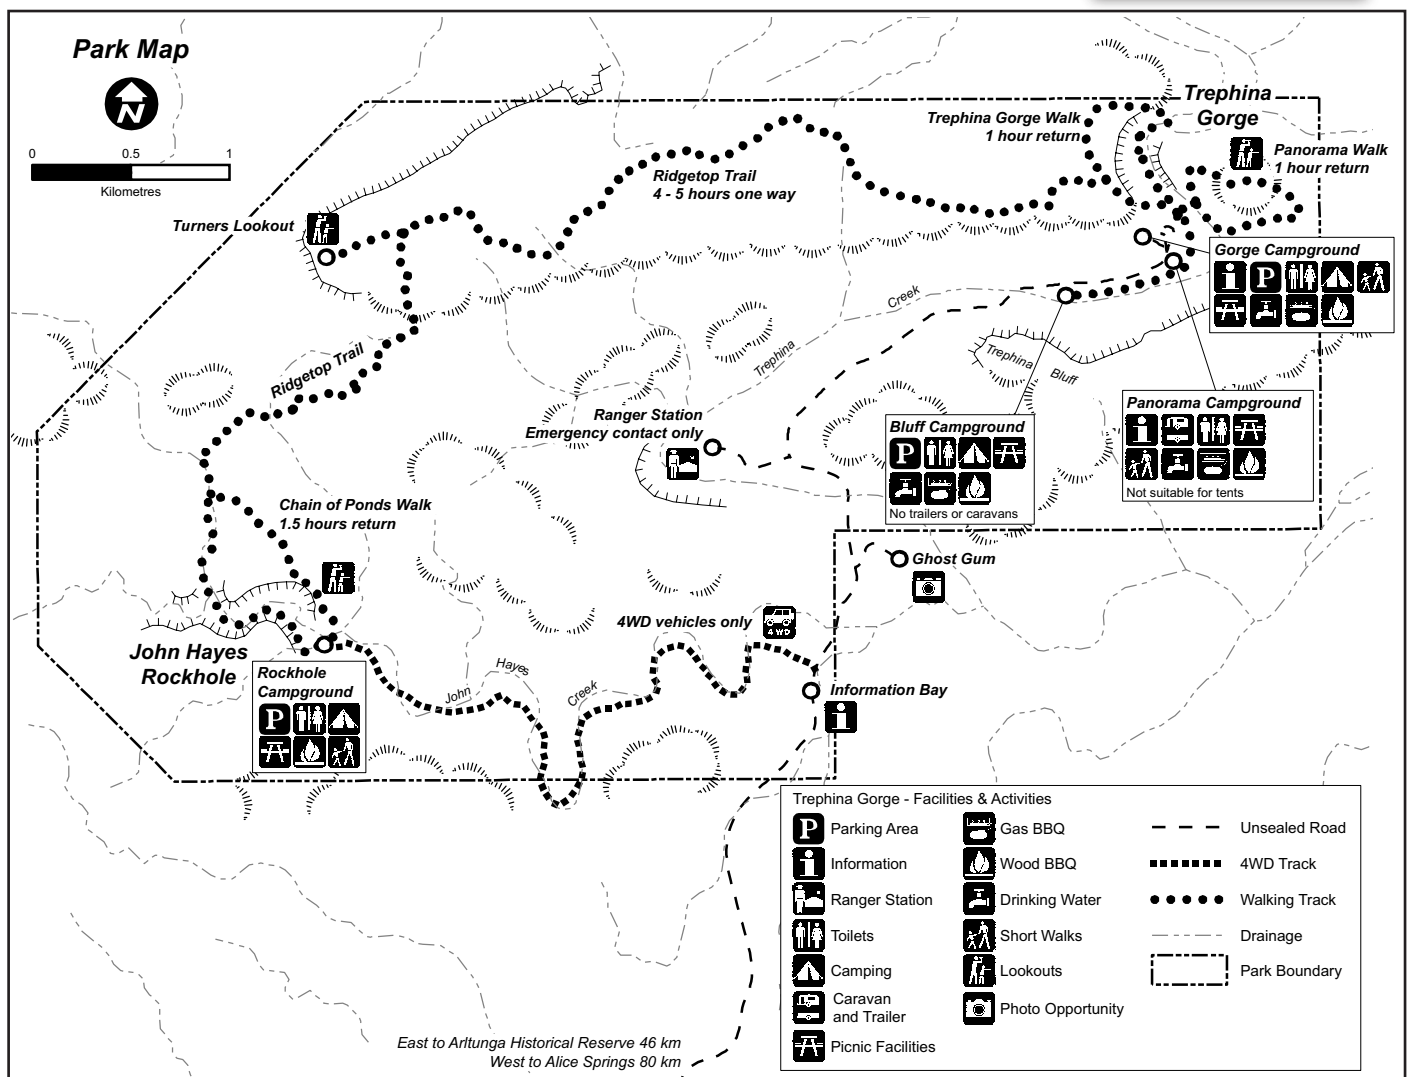 Park Map
N
0 0.5 1
Kilometres
Trephina
Gorge
Trephina Gorge Walk
1 hour return
Panorama Walk
1 hour return
Ridgetop Trail
4 - 5 hours one way
Turners Lookout
Gorge Campground
P
Creek
Trephina
Trephina
Bluff
Ridgetop Trail
Ranger Station
Emergency contact only
Bluff Campground
P
No trailers or caravans
Panorama Campground
Not suitable for tents
Chain of Ponds Walk
1.5 hours return
Ghost Gum
4WD vehicles only
4 WD
John Hayes
Rockhole
Rockhole
Campground
P
John
Hayes
Creek
Information Bay
Trephina Gorge - Facilities & Activities
P Parking Area
Information
Ranger Station
Toilets
Camping
Caravan
and Trailer
Picnic Facilities
Gas BBQ
Wood BBQ
Drinking Water
Short Walks
Lookouts
Photo Opportunity
Unsealed Road
4WD Track
Walking Track
Drainage
Park Boundary
East to Arltunga Historical Reserve 46 km
West to Alice Springs 80 km